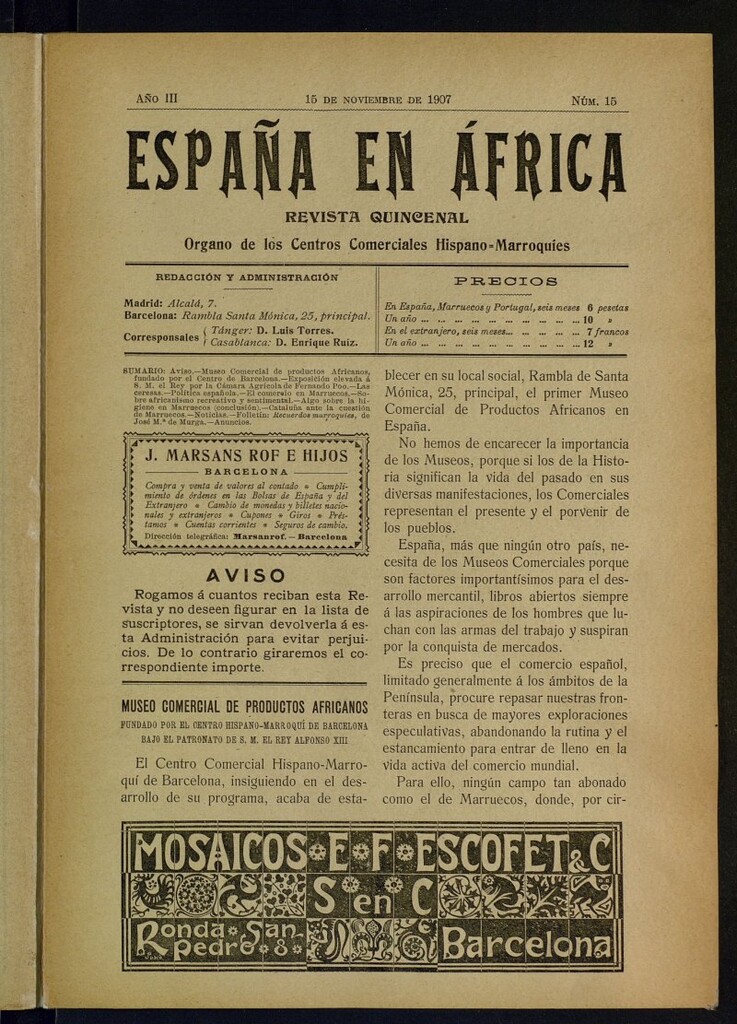 AÑO III 15 DE NOVIEMBRE DE 1907 NÚM. 15
ESPAÑA EN ÁFRICA
REVISTA QUINCENAL
Organo de los Centros Comerciales Hispano=Marroquíes
REDACCIÓN Y ADMINISTRACIÓN
Madrid: Alcalá, 7.
Barcelona: Rambla Santa Mónica, 25, principal.
Corresponsales { Tánger: D. Luis Torres.
Casablanca: D. Enrique Ruiz.
PRECIOS
En España, Marruecos y Portugal, seis meses 6 pesetas
Un año ... ... ... ... ... ... ... ... ... ... 10 »
En el extranjero, seis meses... ... ... ... ... 7 francos
Un año ... ... ... ... ... ... ... ... ... ... 12 »
SUMARIO: Aviso.—Museo Comercial de productos Africanos,
fundado por el Centro de Barcelona.—Exposición elevada á
S. M. el Rey por la Cámara Agrícola de Fernando Poo.—Las
ceresas.—Política española.—El comercio en Marruecos.—So-
bre africanismo recreativo y sentimental.—Algo sobre la hi-
giene en Marruecos (conclusión).—Cataluña ante la cuestión
de Marruecos.—Noticias.—Folletín: Recuerdos marroquíes, de
José M.ª de Murga.—Anuncios.
J. MARSANS ROF E HIJOS
BARCELONA
Compra y venta de valores al contado * Cumpli-
miento de órdenes en las Bolsas de España y del
Extranjero * Cambio de monedas y billetes nacio-
nales y extranjeros * Cupones * Giros * Prés-
tamos * Cuentas corrientes * Seguros de cambio.
Dirección telegráfica: Marsanrof. — Barcelona
AVISO
Rogamos á cuantos reciban esta Re-
vista y no deseen figurar en la lista de
suscriptores, se sirvan devolverla á es-
ta Administración para evitar perjui-
cios. De lo contrario giraremos el co-
rrespondiente importe.
MUSEO COMERCIAL DE PRODUCTOS AFRICANOS
FUNDADO POR EL CENTRO HISPANO-MARROQUÍ DE BARCELONA
BAJO EL PATRONATO DE S. M. EL REY ALFONSO XIII
El Centro Comercial Hispano-Marro-
quí de Barcelona, insiguiendo en el des-
arrollo de su programa, acaba de esta-
blecer en su local social, Rambla de Santa
Mónica, 25, principal, el primer Museo
Comercial de Productos Africanos en
España.
No hemos de encarecer la importancia
de los Museos, porque si los de la Histo-
ria significan la vida del pasado en sus
diversas manifestaciones, los Comerciales
representan el presente y el porvenir de
los pueblos.
España, más que ningún otro país, ne-
cesita de los Museos Comerciales porque
son factores importantísimos para el des-
arrollo mercantil, libros abiertos siempre
á las aspiraciones de los hombres que lu-
chan con las armas del trabajo y suspiran
por la conquista de mercados.
Es preciso que el comercio español,
limitado generalmente á los ámbitos de la
Península, procure repasar nuestras fron-
teras en busca de mayores exploraciones
especulativas, abandonando la rutina y el
estancamiento para entrar de lleno en la
vida activa del comercio mundial.
Para ello, ningún campo tan abonado
como el de Marruecos, donde, por cir-
MOSAICOS E F ESCOFET & C
S en C
Ronda San
pedro 8
Barcelona